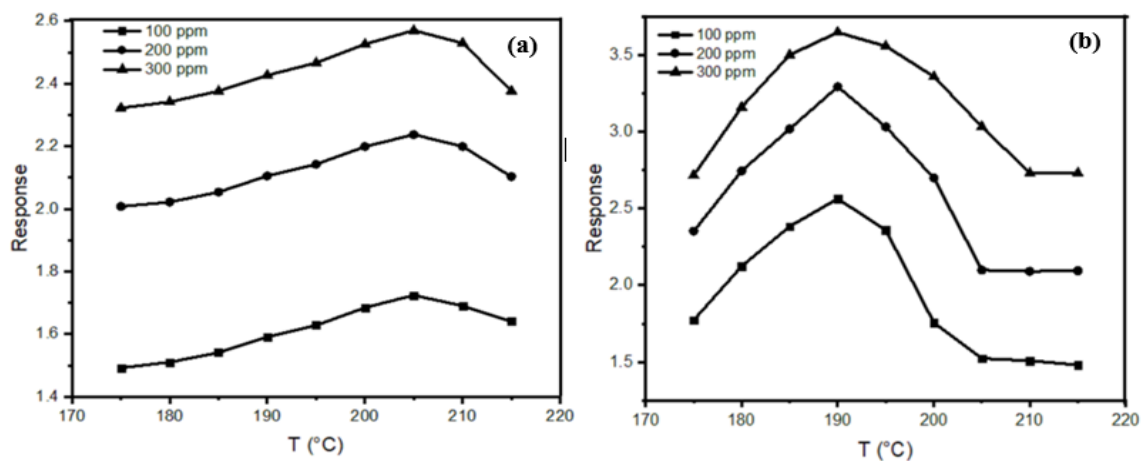 2.6
2.4
2.2
2.0
1.8
1.6
1.4
Response
100 ppm
200 ppm
300 ppm
(a)
170 180 190 200 210 220
T (°C)
3.5
3.0
2.5
2.0
1.5
Response
100 ppm
200 ppm
300 ppm
(b)
170 180 190 200 210 220
T (°C)